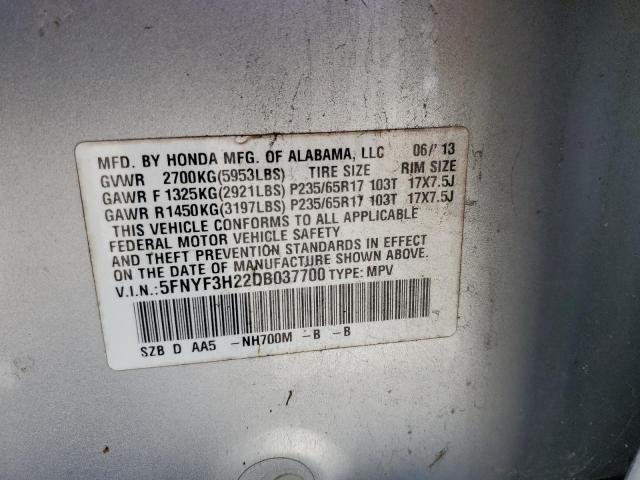 MFD. BY HONDA MFG. OF ALABAMA, LLC 06/'13
GVWR 2700KG(5953LBS) TIRE SIZE RIM SIZE
GAWR F 1325KG(2921LBS) P235/65R17 103T 17X7.5J
GAWR R1450KG(3197LBS) P235/65R17 103T 17X7.5J
THIS VEHICLE CONFORMS TO ALL APPLICABLE
FEDERAL MOTOR VEHICLE SAFETY
AND THEFT PREVENTION STANDARDS IN EFFECT
ON THE DATE OF MANUFACTURE SHOWN ABOVE.
V.I.N.:5FNYF3H22DB037700 TYPE: MPV
SZB D AA5 -NH700M -B -B